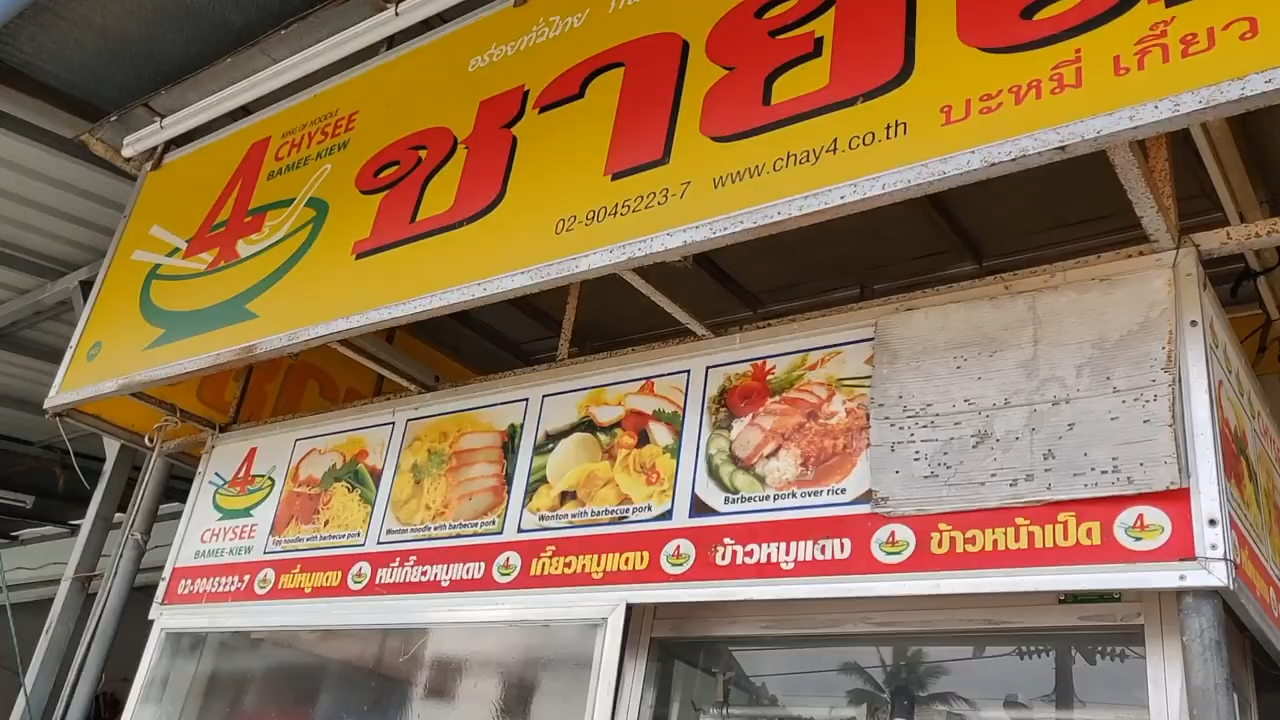 อร่อยทั่วไทย
KING OF NOODLE
CHYSEE
BAMEE-KIEW
4
ชาย
02-9045223-7 www.chay4.co.th
บะหมี่ เกี๊ยว
4
CHYSEE
BAMEE-KIEW
Egg noodles with barbecue pork
Wonton noodle with barbecue pork
Wonton with barbecue pork
Barbecue pork over rice
02-9045223-7 หมี่หมูแดง หมี่เกี๊ยวหมูแดง เกี๊ยวหมูแดง ข้าวหมูแดง ข้าวหน้าเป็ด